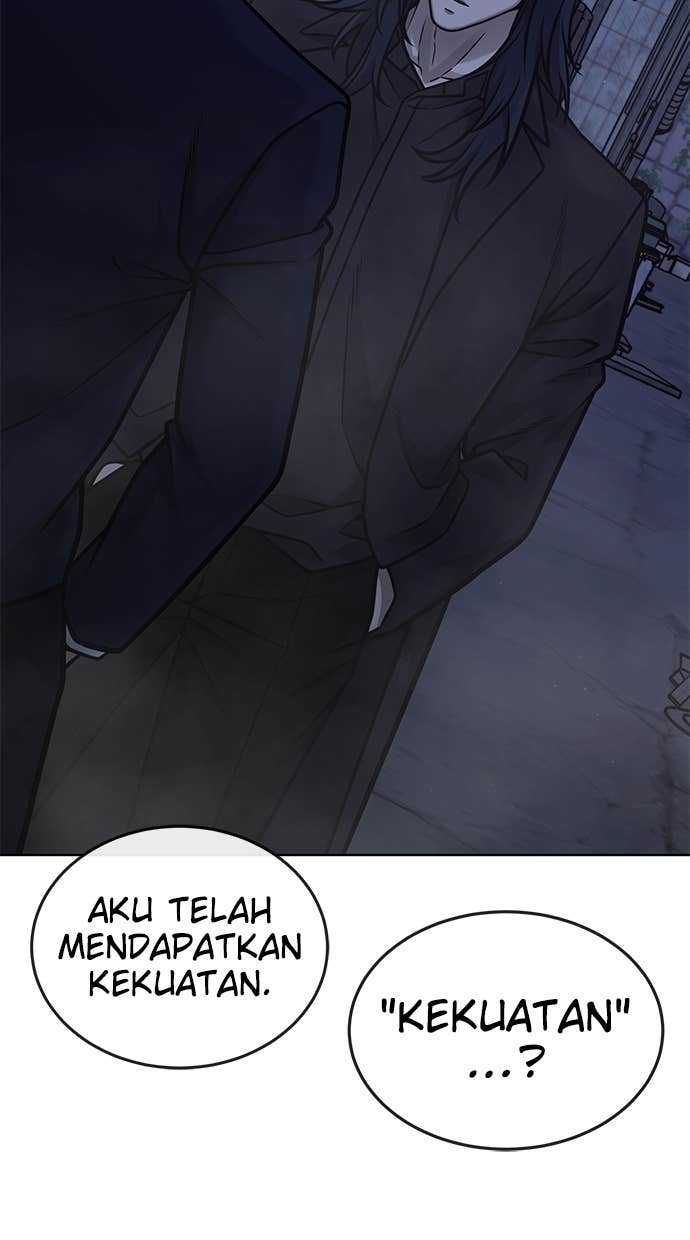 AKU TELAH
MENDAPATKAN
KEKUATAN.
"KEKUATAN"
...?